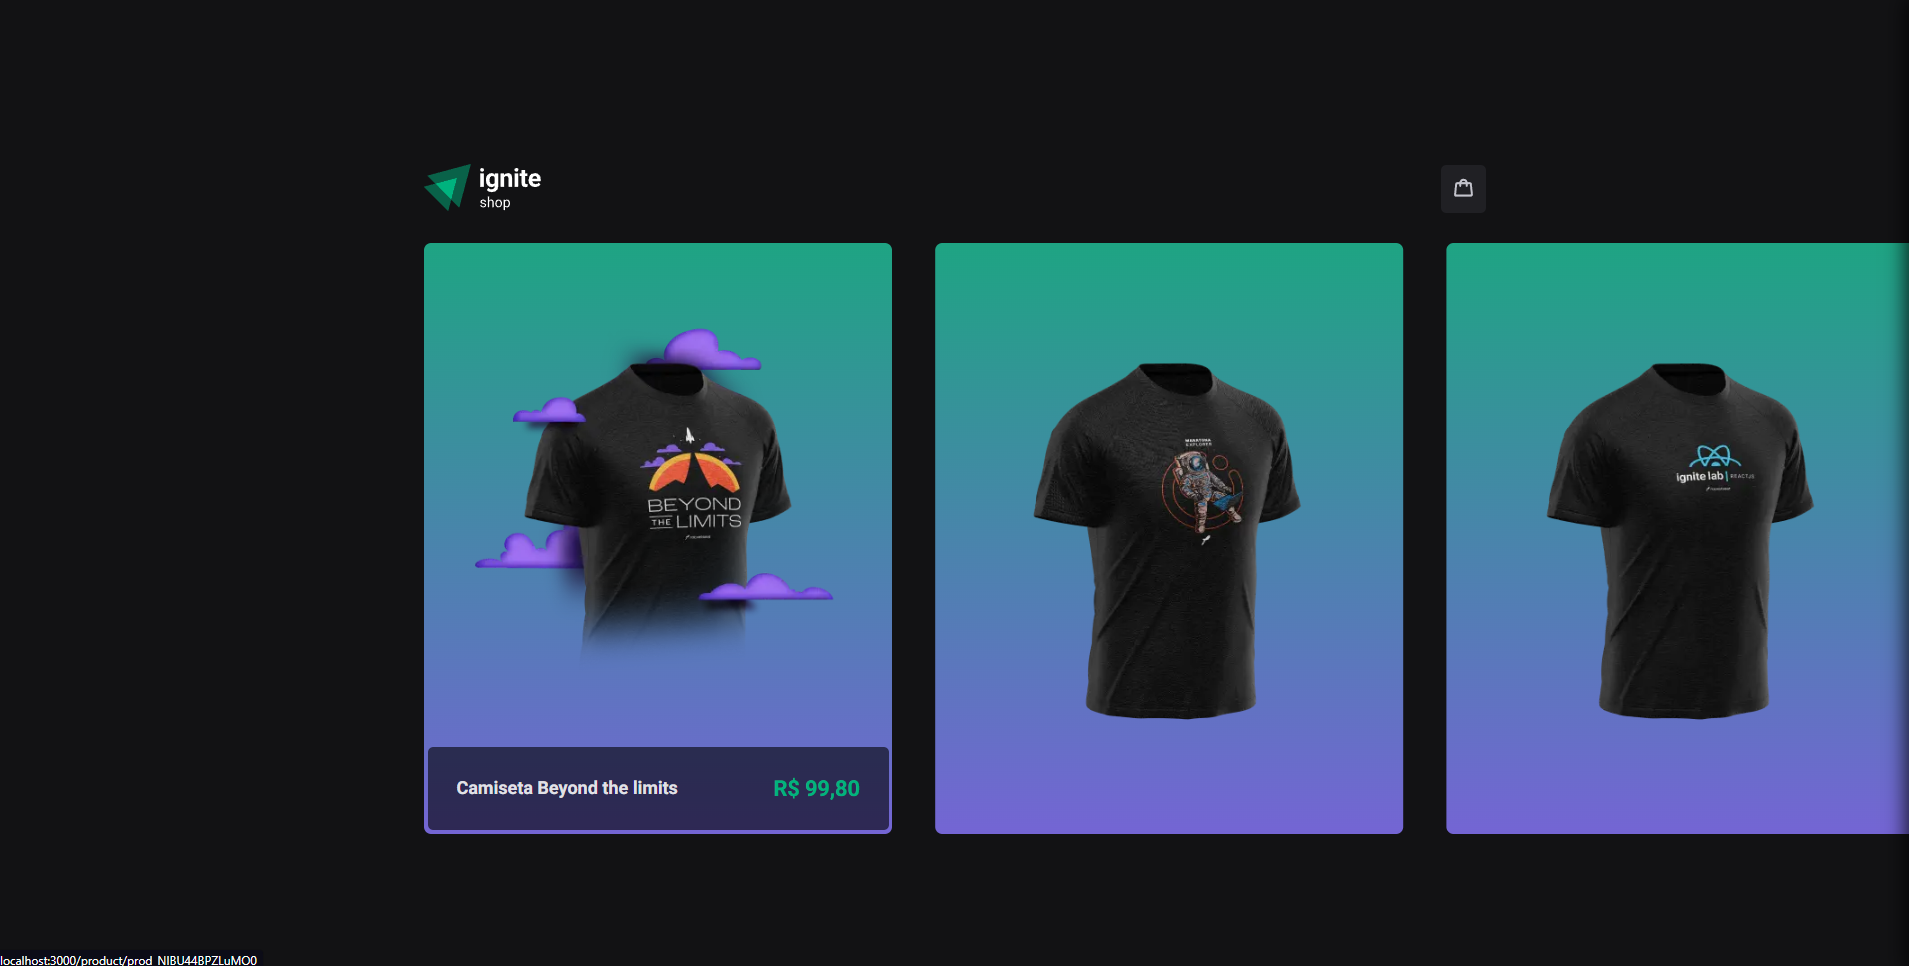 ignite
shop
BEYOND
THE LIMITS
EXPLORER
ignite lab | REACTJS
Camiseta Beyond the limits
R$ 99,80
localhost:3000/product/prod_NIBU44BPZLuMO0